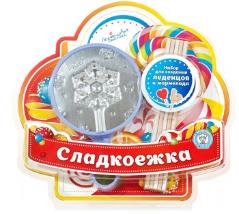 Набор
для создания
леденцов
и мармелада
Сладкоежка